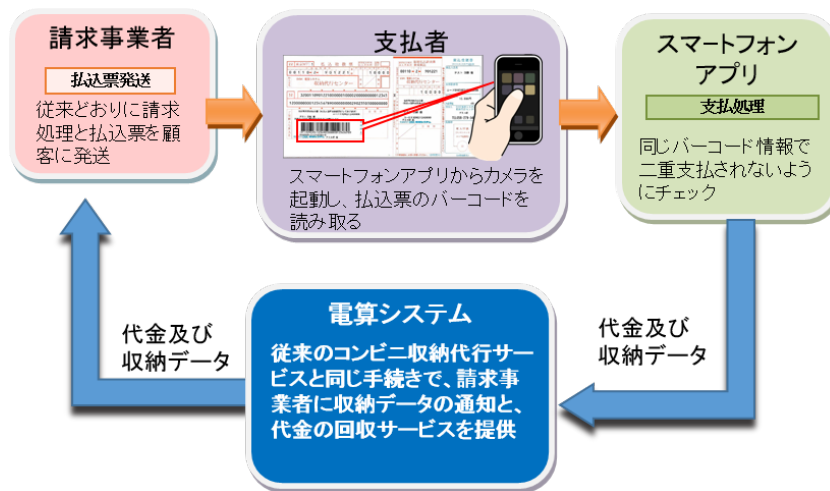 請求事業者
払込票発送
従来どおりに請求
処理と払込票を顧
客に発送
支払者
スマートフォンアプリからカメラを
起動し、払込票のバーコードを
読み取る
スマートフォン
アプリ
支払処理
同じバーコード情報で
二重支払されないよう
にチェック
代金及び
収納データ
電算システム
従来のコンビニ収納代行サー
ビスと同じ手続きで、請求事
業者に収納データの通知と、
代金の回収サービスを提供
代金及び
収納データ